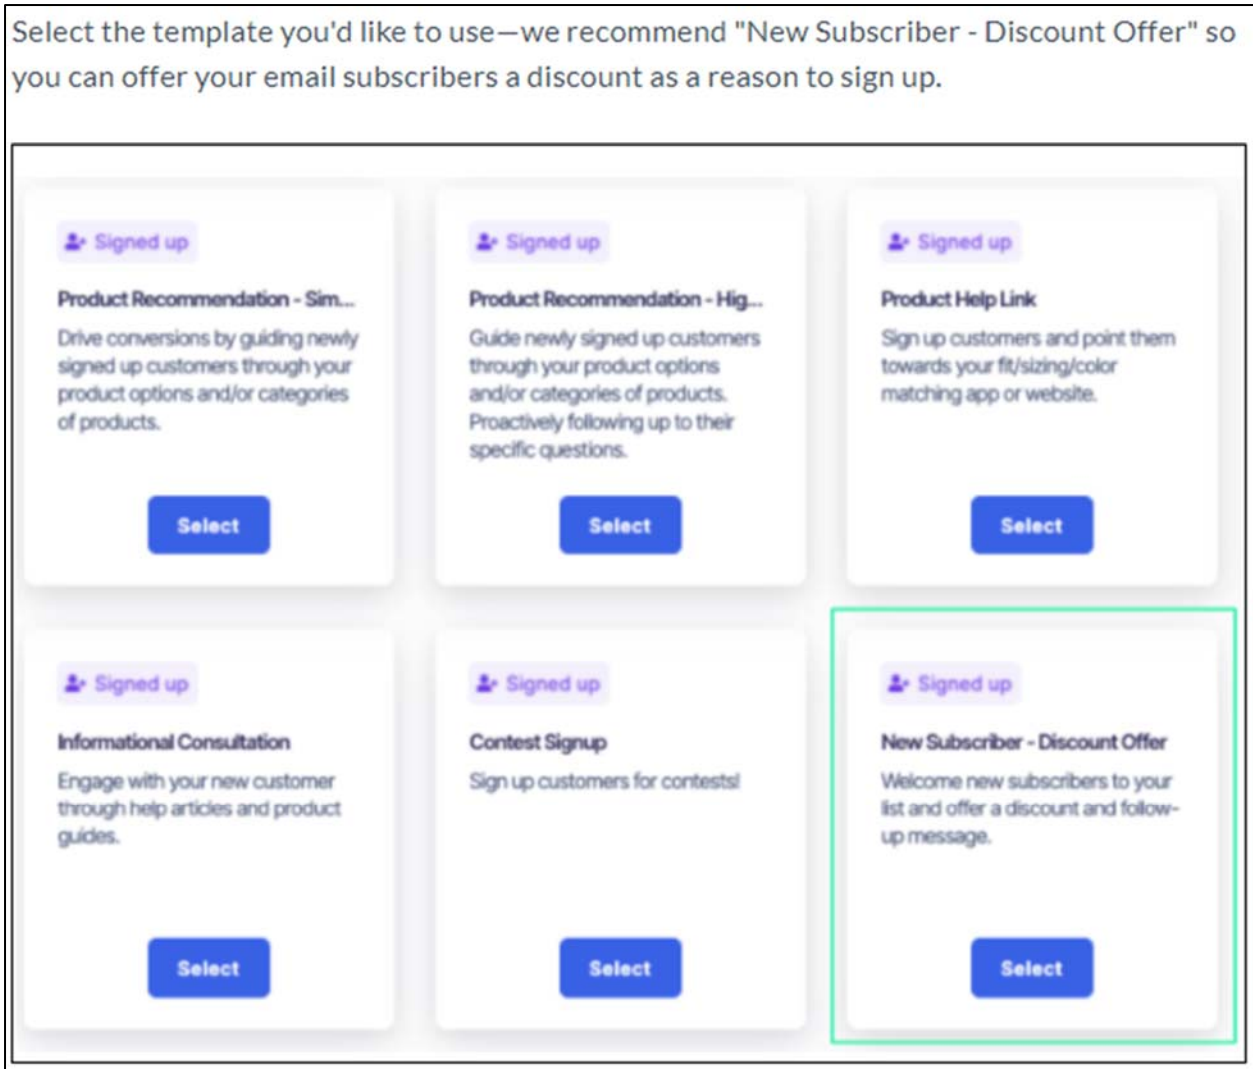 Select the template you'd like to use—we recommend "New Subscriber - Discount Offer" so
you can offer your email subscribers a discount as a reason to sign up.
Signed up
Product Recommendation - Sim...
Drive conversions by guiding newly
signed up customers through your
product options and/or categories
of products.
Select
Signed up
Product Recommendation - Hig...
Guide newly signed up customers
through your product options
and/or categories of products.
Proactively following up to their
specific questions.
Select
Signed up
Product Help Link
Sign up customers and point them
towards your fit/sizing/color
matching app or website.
Select
Signed up
Informational Consultation
Engage with your new customer
through help articles and product
guides.
Select
Signed up
Contest Signup
Sign up customers for contests!
Select
Signed up
New Subscriber - Discount Offer
Welcome new subscribers to your
list and offer a discount and follow-
up message.
Select